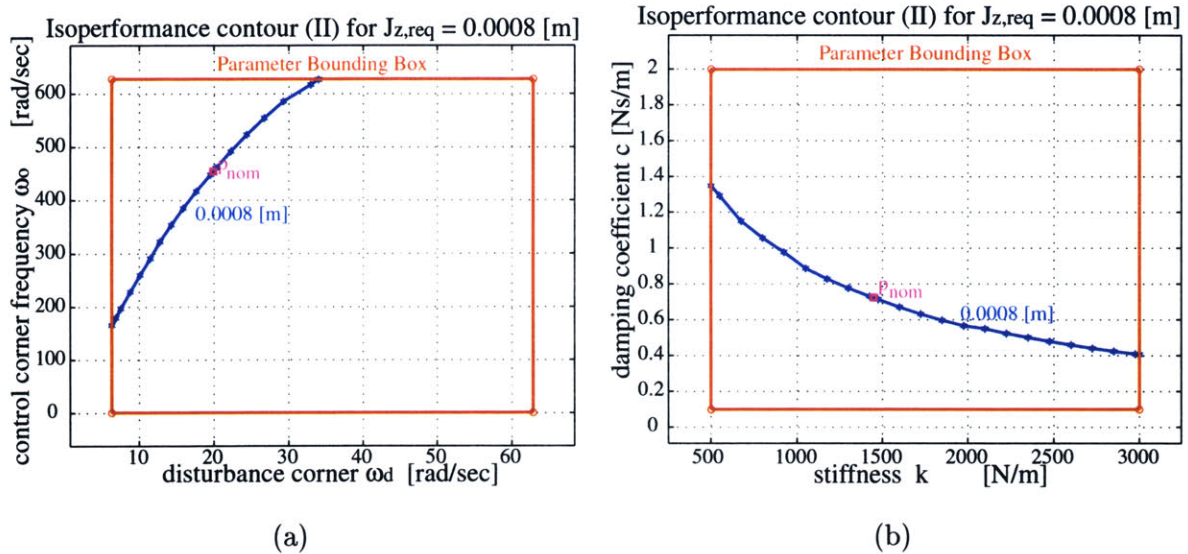 Isoperformance contour (II) for Jz,req = 0.0008 [m]
Parameter Bounding Box
control corner frequency ωo [rad/sec]
600
500
400
300
200
100
0
pnom
0.0008 [m]
10 20 30 40 50 60
disturbance corner ωd [rad/sec]
(a)
Isoperformance contour (II) for Jz,req = 0.0008 [m]
Parameter Bounding Box
damping coefficient c [Ns/m]
2
1.8
1.6
1.4
1.2
1
0.8
0.6
0.4
0.2
0
pnom
0.0008 [m]
500 1000 1500 2000 2500 3000
stiffness k [N/m]
(b)